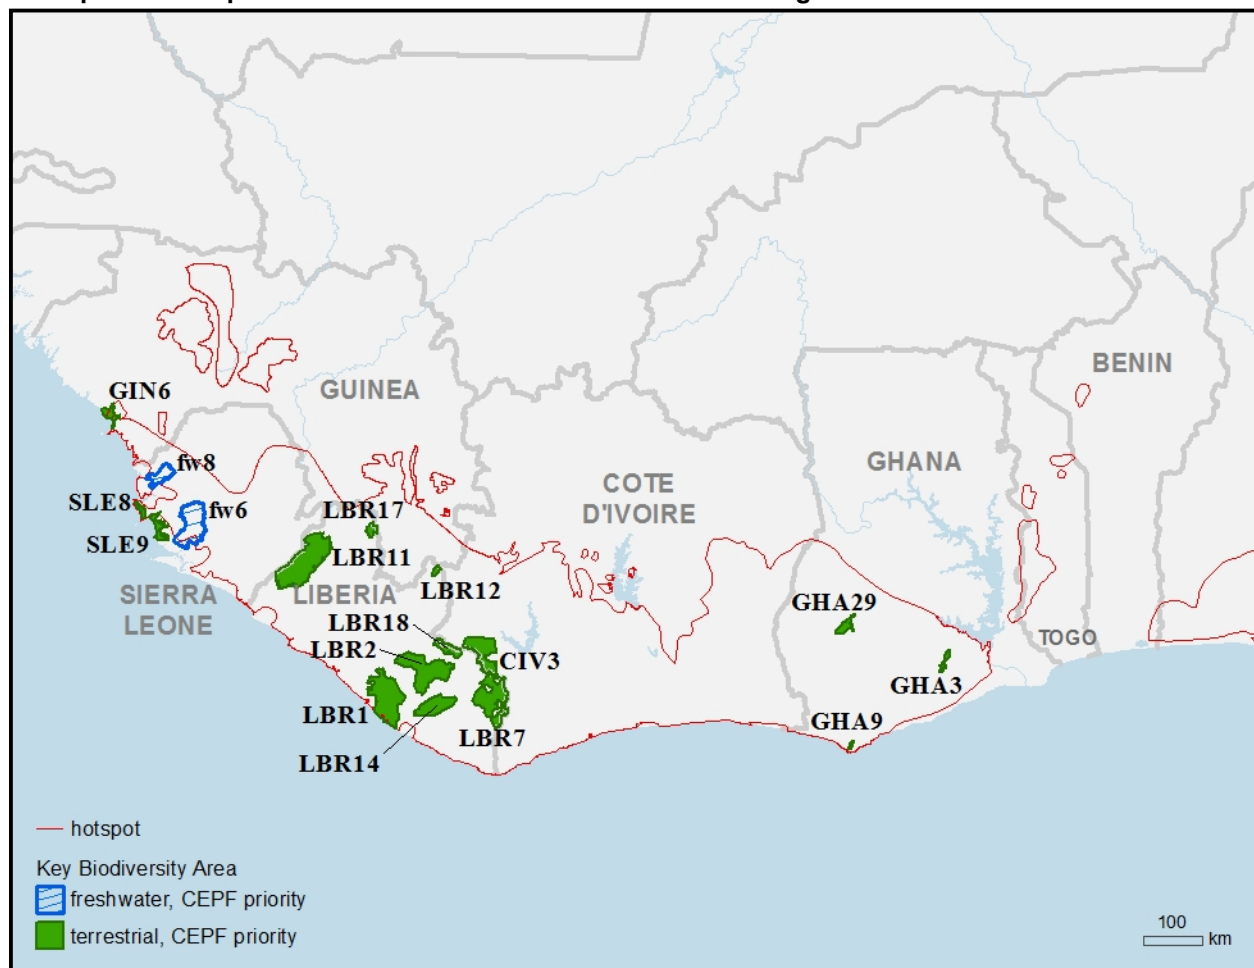 GUINEA
BENIN
GIN6
fw8
GHANA
COTE
D'IVOIRE
SLE8
fw6
LBR17
SLE9
LBR11
LBR12
SIERRA
LEONE
LIBERIA
GHA29
LBR18
TOGO
LBR2
CIV3
GHA3
LBR1
GHA9
LBR7
LBR14
hotspot
Key Biodiversity Area
freshwater, CEPF priority
terrestrial, CEPF priority
100
km